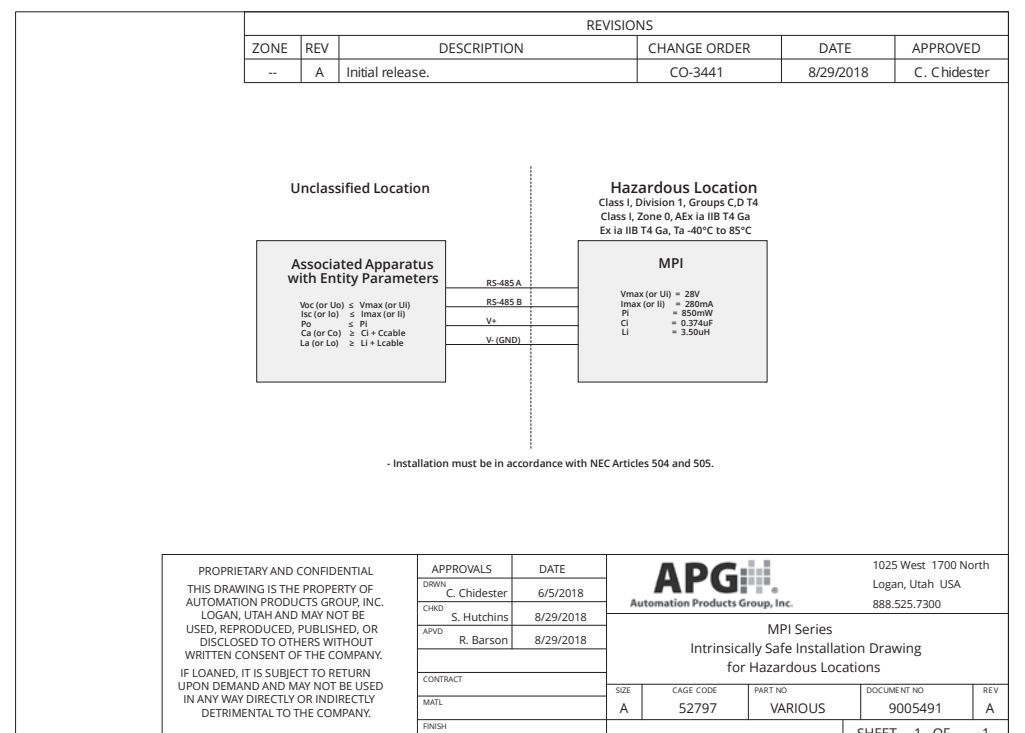 REVISIONS
ZONE REV DESCRIPTION CHANGE ORDER DATE APPROVED
-- A Initial release. CO-3441 8/29/2018 C. Chidester
Unclassified Location
Hazardous Location
Class I, Division 1, Groups C,D T4
Class I, Zone 0, AEx ia IIB T4 Ga
Ex ia IIB T4 Ga, Ta -40°C to 85°C
Associated Apparatus
with Entity Parameters
Voc (or Uo) ≤ Vmax (or Ui)
Isc (or Io) ≤ Imax (or Ii)
Po ≤ Pi
Ca (or Co) ≥ Ci + Ccable
La (or Lo) ≥ Li + Lcable
RS-485 A
RS-485 B
V+
V- (GND)
MPI
Vmax (or Ui) = 28V
Imax (or Ii) = 280mA
Pi = 850mW
Ci = 0.374uF
Li = 3.50uH
- Installation must be in accordance with NEC Articles 504 and 505.
PROPRIETARY AND CONFIDENTIAL
THIS DRAWING IS THE PROPERTY OF
AUTOMATION PRODUCTS GROUP, INC.
LOGAN, UTAH AND MAY NOT BE
USED, REPRODUCED, PUBLISHED, OR
DISCLOSED TO OTHERS WITHOUT
WRITTEN CONSENT OF THE COMPANY.
IF LOANED, IT IS SUBJECT TO RETURN
UPON DEMAND AND MAY NOT BE USED
IN ANY WAY DIRECTLY OR INDIRECTLY
DETRIMENTAL TO THE COMPANY.
APPROVALS DATE
DRWN C. Chidester 6/5/2018
CHKD S. Hutchins 8/29/2018
APVD R. Barson 8/29/2018
CONTRACT
MATL
FINISH
APG
Automation Products Group, Inc.
1025 West 1700 North
Logan, Utah USA
888.525.7300
MPI Series
Intrinsically Safe Installation Drawing
for Hazardous Locations
SIZE CAGE CODE PART NO DOCUMENT NO REV
A 52797 VARIOUS 9005491 A
SHEET 1 OF 1